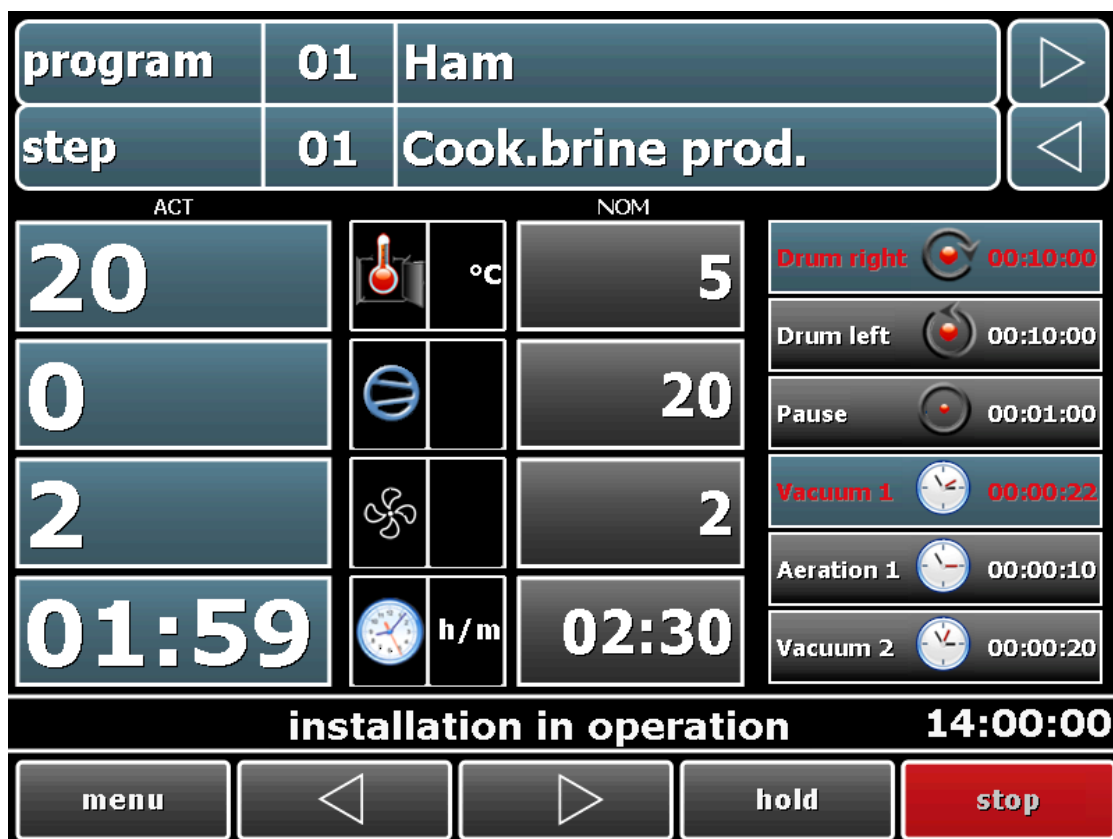 program 01 Ham
step 01 Cook.brine prod.
ACT NOM
20 °C 5
0 20
2 2
01:59 h/m 02:30
Drum right 00:10:00
Drum left 00:10:00
Pause 00:01:00
Vacuum 1 00:00:22
Aeration 1 00:00:10
Vacuum 2 00:00:20
installation in operation 14:00:00
menu hold stop